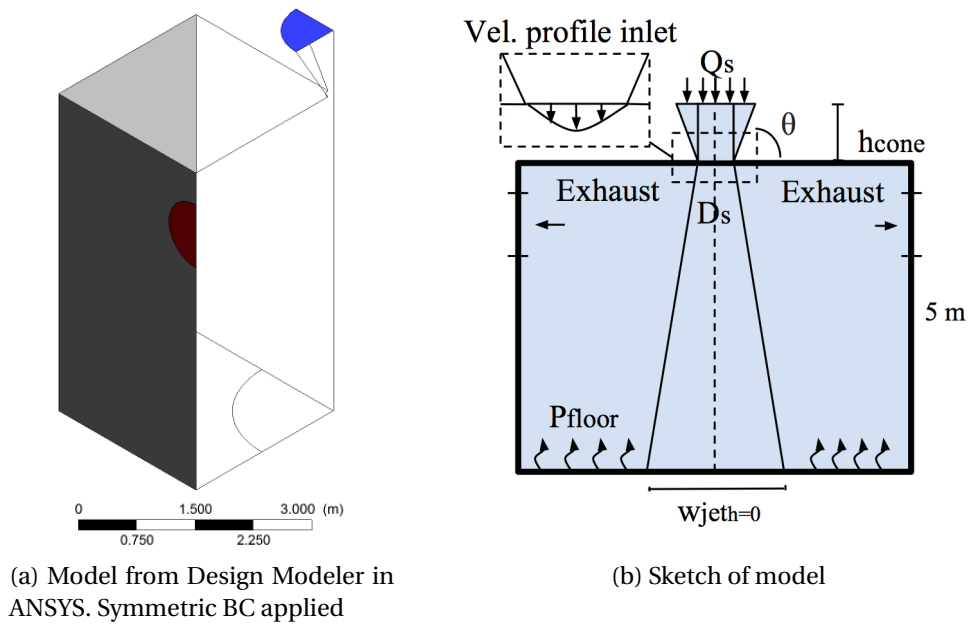 Vel. profile inlet
Qs
θ
hcone
Exhaust
Exhaust
Ds
5 m
Pfloor
wjeth=0
0 1.500 3.000 (m)
0.750 2.250
(a) Model from Design Modeler in
ANSYS. Symmetric BC applied
(b) Sketch of model